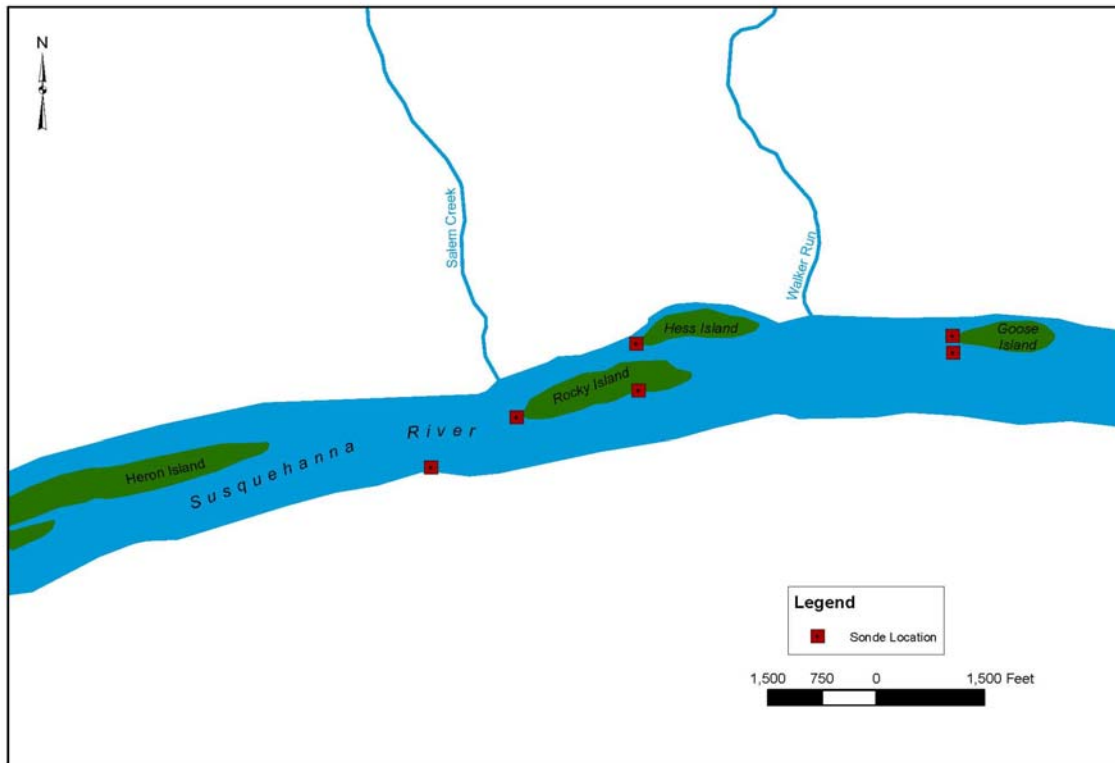 N
Salem Creek
Walker Run
Hess Island
Goose
Island
Rocky Island
River
Susquehanna
Heron Island
Legend
Sonde Location
1,500 750 0 1,500 Feet